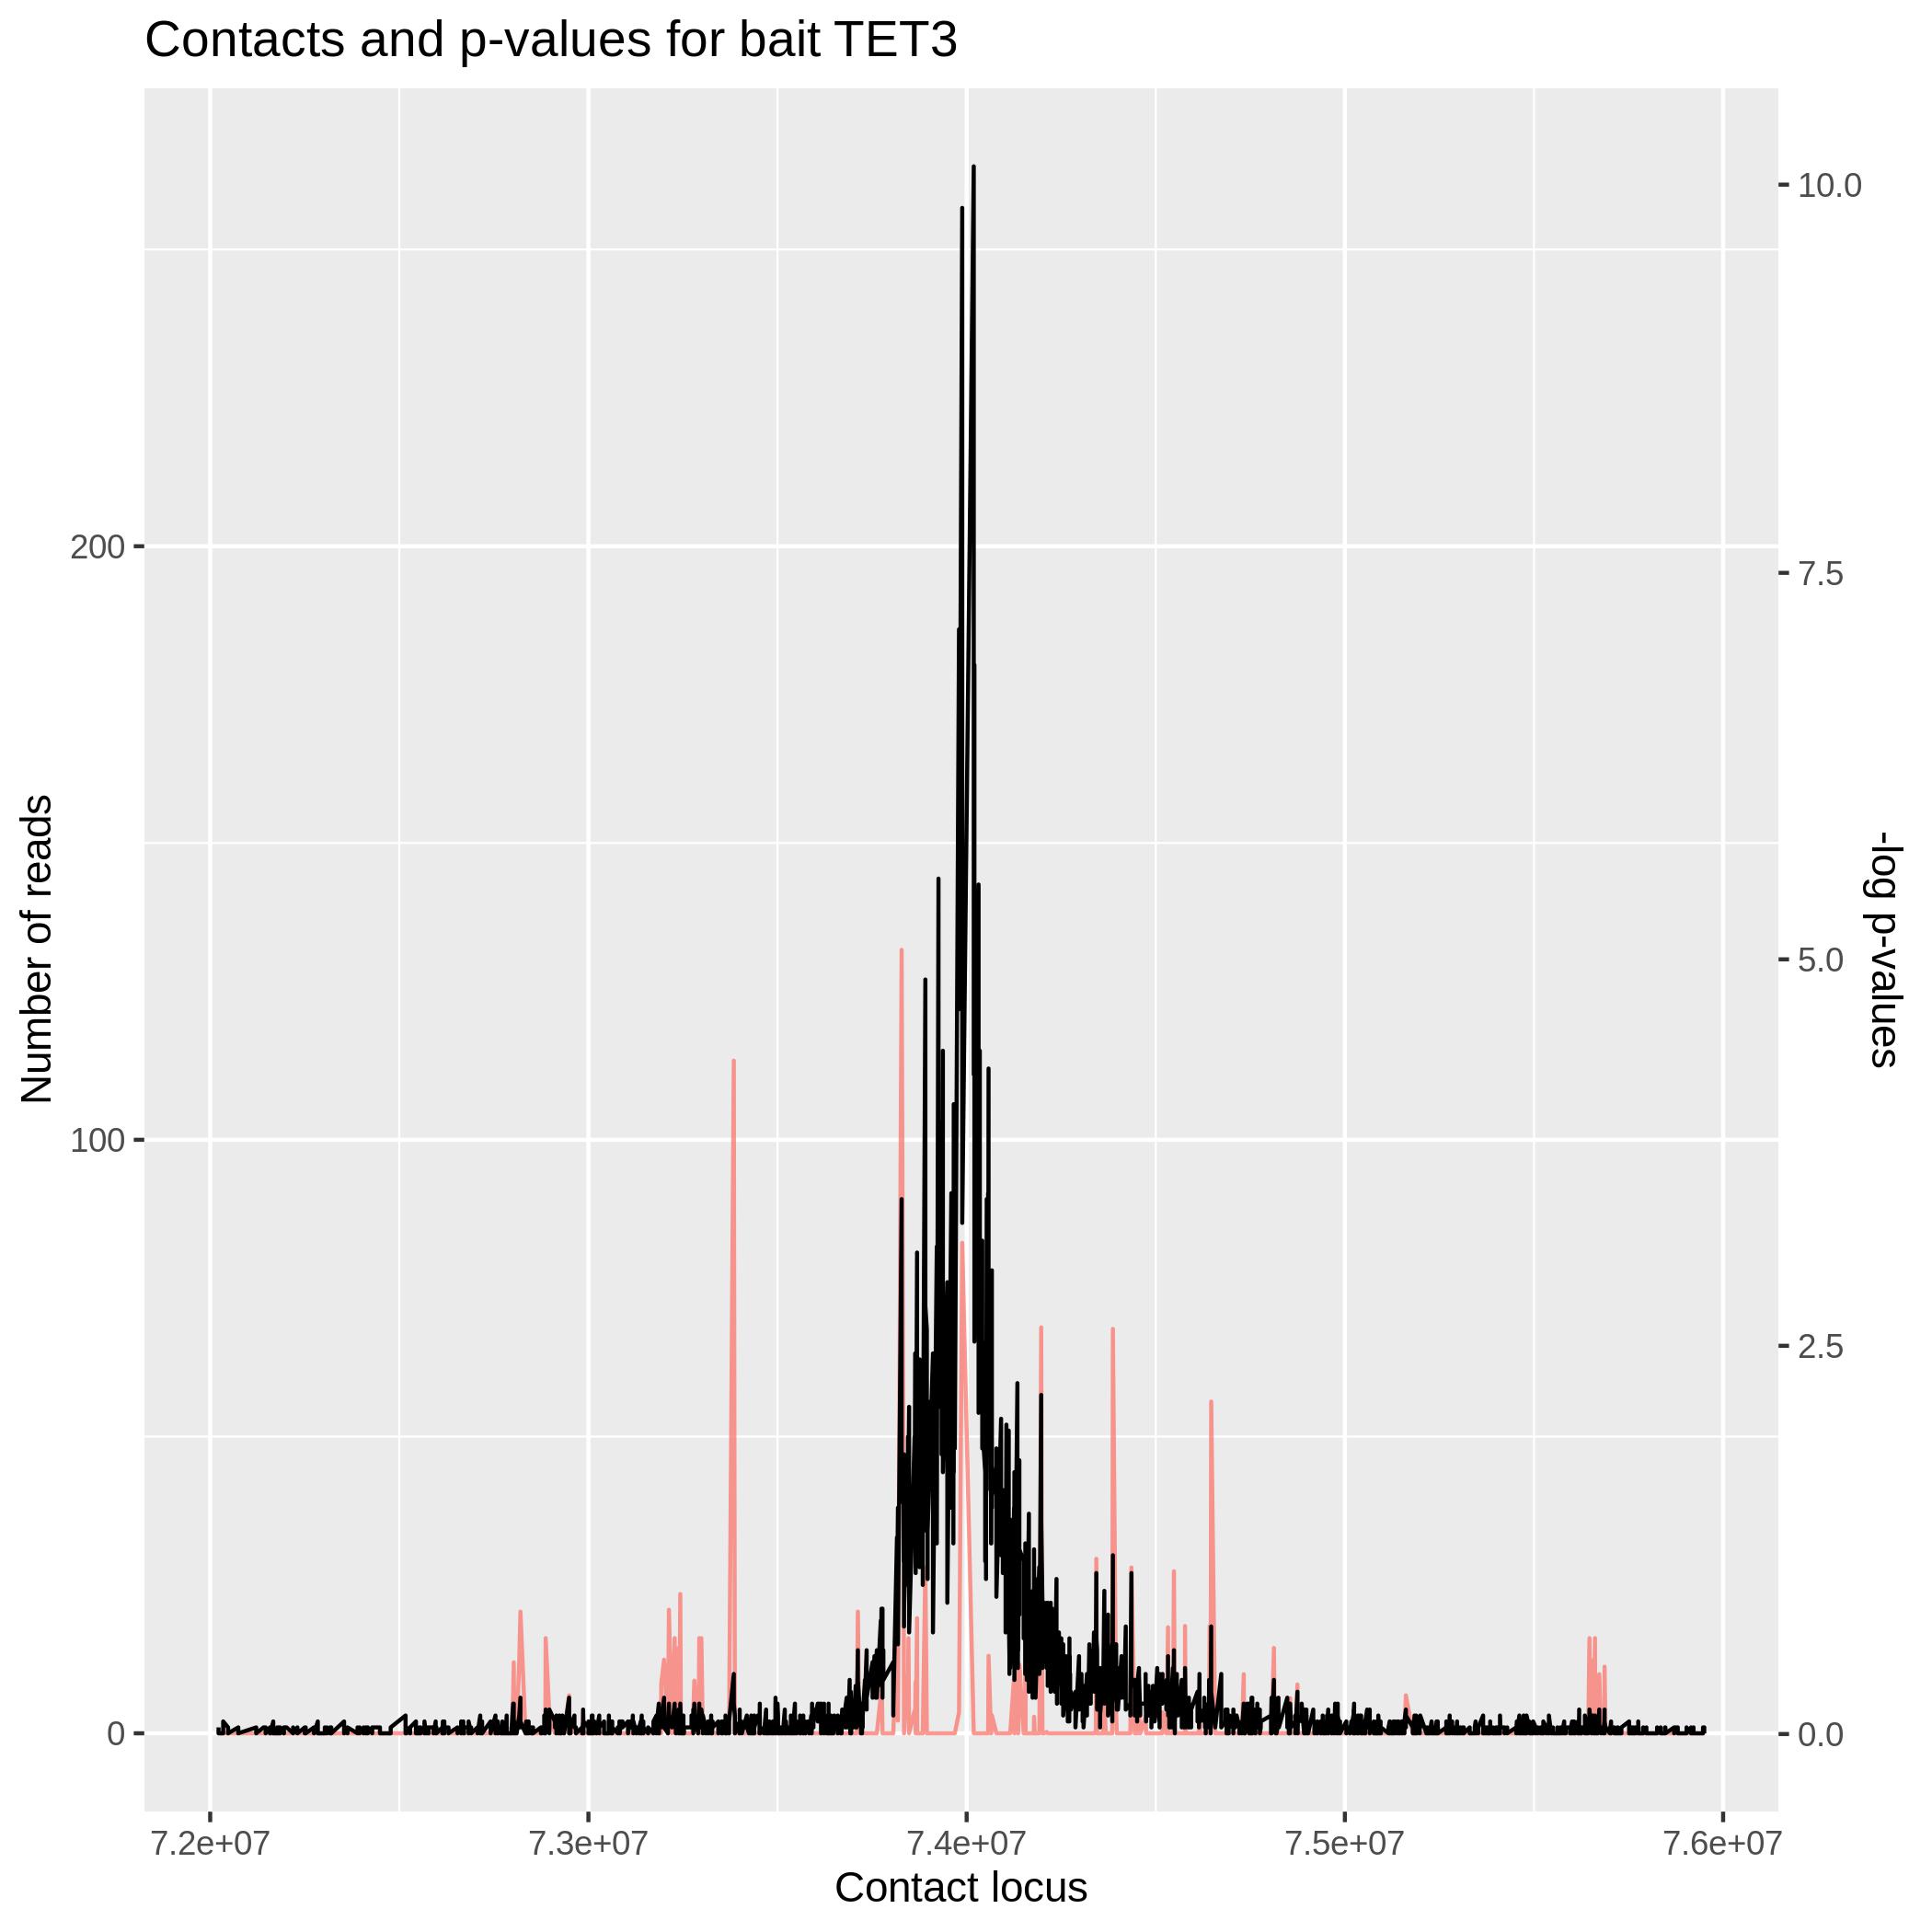 Contacts and p-values for bait TET3
Number of reads
200
100
0
10.0
7.5
5.0
2.5
0.0
-log p-values
7.2e+07
7.3e+07
7.4e+07
7.5e+07
7.6e+07
Contact locus